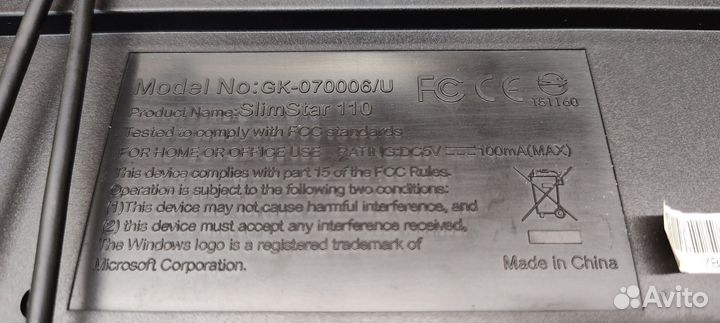 Model No:GK-070006/U
FC CE
T51160
Product Name:SlimStar 110
Tested to comply with FCC standards
FOR HOME OR OFFICE USE RATING:DC5V 100mA(MAX)
This device complies with part 15 of the FCC Rules.
Operation is subject to the following two conditions:
(1)This device may not cause harmful interference, and
(2) this device must accept any interference received,
The Windows logo is a registered trademark of
Microsoft Corporation.
Made in China
Avito